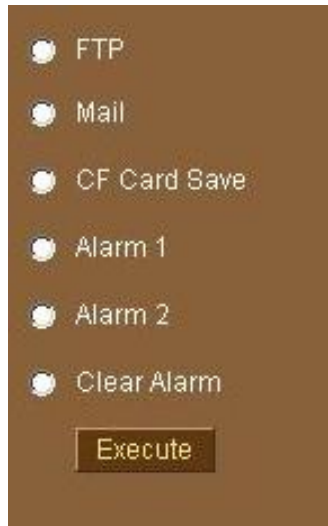 FTP
Mail
CF Card Save
Alarm 1
Alarm 2
Clear Alarm
Execute